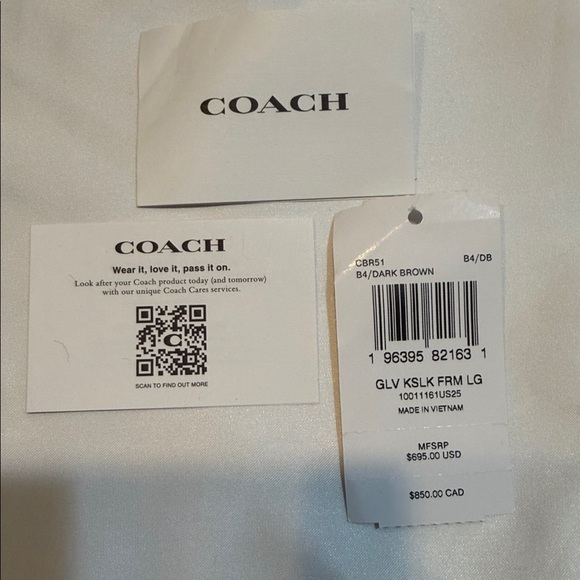 COACH
COACH
Wear it, love it, pass it on.
Look after your Coach product today (and tomorrow)
with our unique Coach Cares services.
C
SCAN TO FIND OUT MORE
CBR51 B4/DB
B4/DARK BROWN
1 96395 82163 1
GLV KSLK FRM LG
10011161US25
MADE IN VIETNAM
MFSRP
$695.00 USD
$850.00 CAD